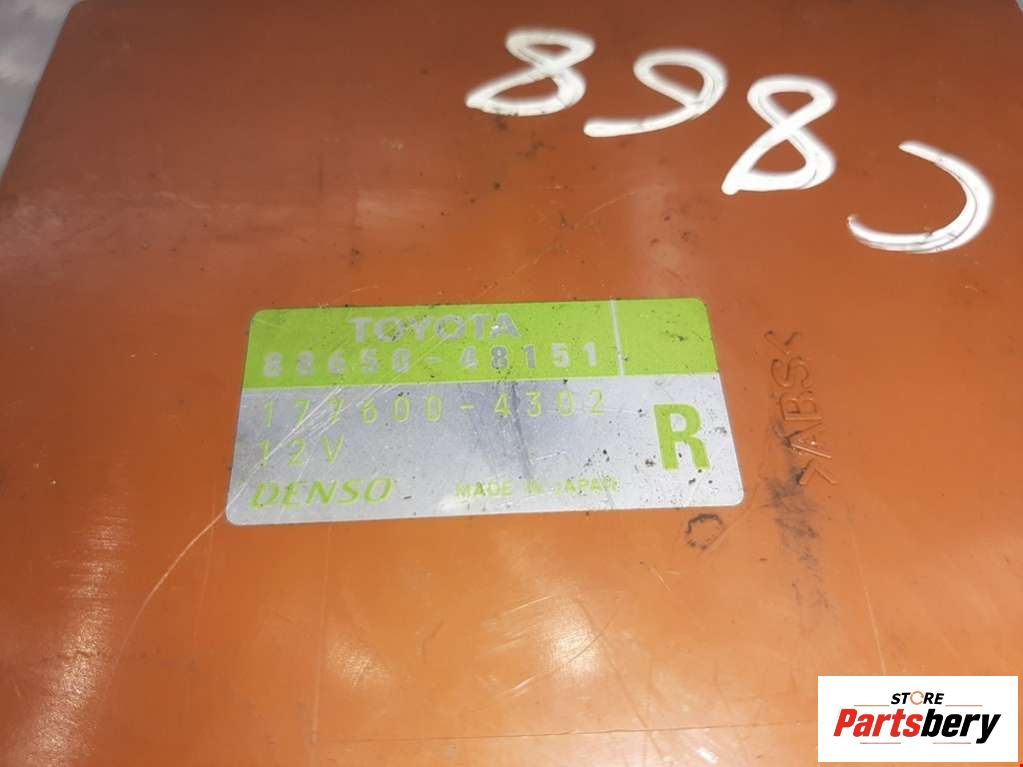 898
TOYOTA
88650-48151
177600-4302
12V
R
DENSO
MADE IN JAPAN
>ABS<
STORE
Partsbery